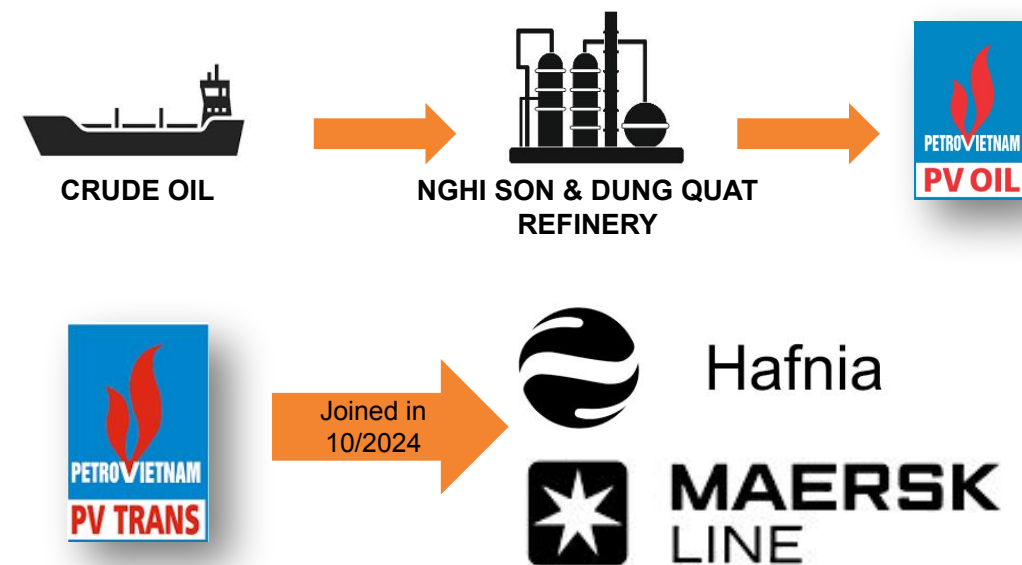 CRUDE OIL
NGHI SON & DUNG QUAT
REFINERY
PETROVIETNAM
PV OIL
PETROVIETNAM
PV TRANS
Joined in
10/2024
Hafnia
MAERSK
LINE